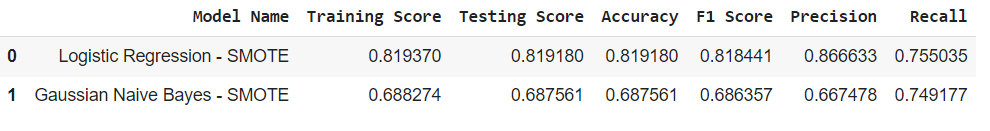 Model Name Training Score Testing Score Accuracy F1 Score Precision Recall
0 Logistic Regression - SMOTE 0.819370 0.819180 0.819180 0.818441 0.866633 0.755035
1 Gaussian Naive Bayes - SMOTE 0.688274 0.687561 0.687561 0.686357 0.667478 0.749177